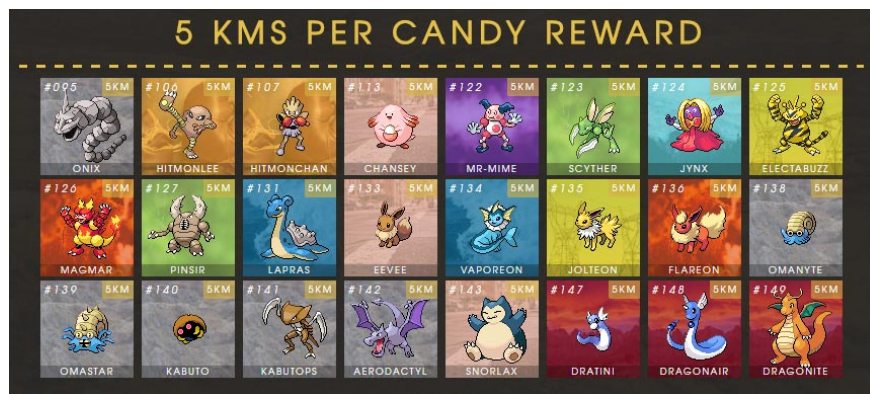 5 KMS PER CANDY REWARD
#095 5KM #106 5KM #107 5KM #113 5KM #122 5KM #123 5KM #124 5KM #125 5KM
ONIX HITMONLEE HITMONCHAN CHANSEY MR-MIME SCYTHER JYNX ELECTABUZZ
#126 5KM #127 5KM #131 5KM #133 5KM #134 5KM #135 5KM #136 5KM #138 5KM
MAGMAR PINSIR LAPRAS EEVEE VAPOREON JOLTEON FLAREON OMANYTE
#139 5KM #140 5KM #141 5KM #142 5KM #143 5KM #147 5KM #148 5KM #149 5KM
OMASTAR KABUTO KABUTOPS AERODACTYL SNORLAX DRATINI DRAGONAIR DRAGONITE